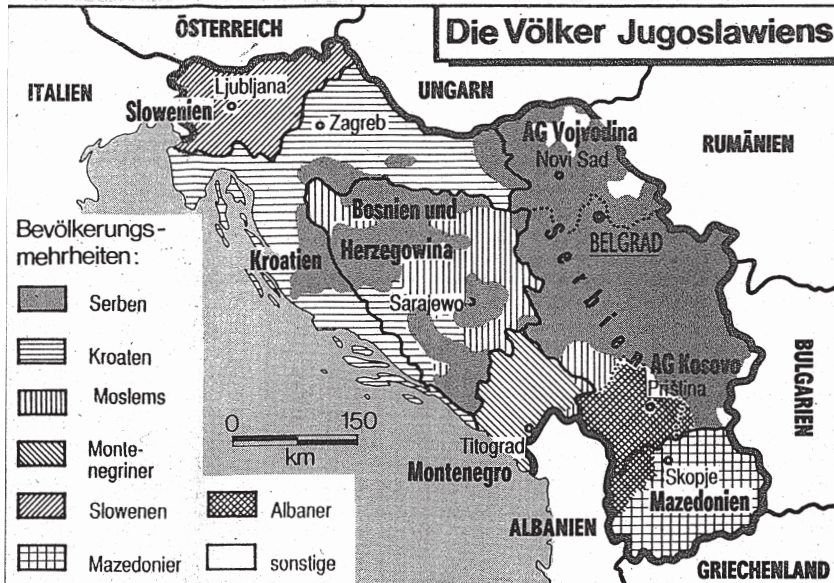 Die Völker Jugoslawiens
ÖSTERREICH
ITALIEN
Ljubljana
Slowenien
UNGARN
Zagreb
AG Vojvodina
Novi Sad
RUMÄNIEN
Bosnien und
Herzegowina
BELGRAD
Serbien
Kroatien
Sarajewo
BULGARIEN
AG Kosovo
Priština
Titograd
Montenegro
Skopje
Mazedonien
ALBANIEN
GRIECHENLAND
0 150
km
Bevölkerungs-
mehrheiten:
Serben
Kroaten
Moslems
Monte-
negriner
Slowenen
Mazedonier
Albaner
sonstige